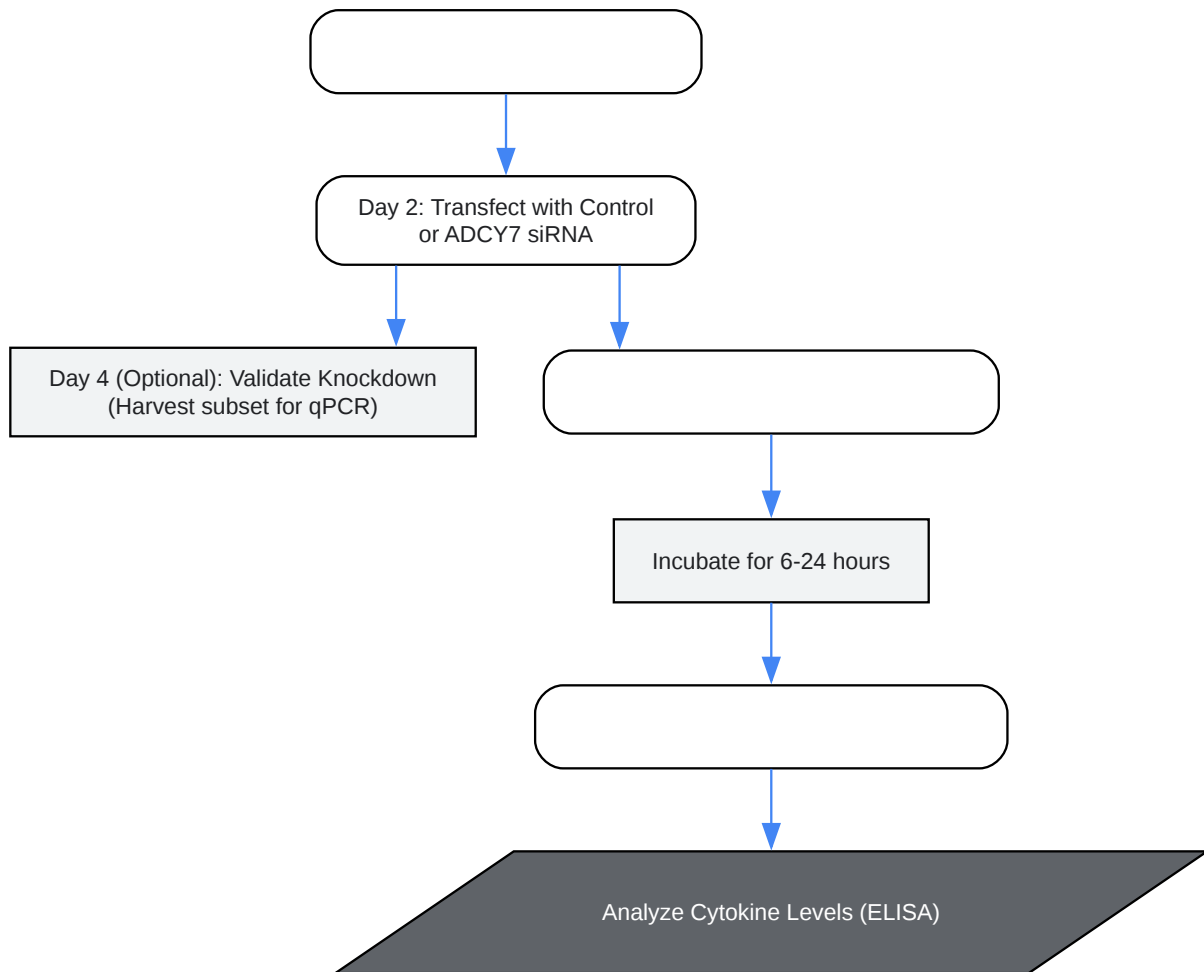 Day 2: Transfect with Control
or ADCY7 siRNA
Day 4 (Optional): Validate Knockdown
(Harvest subset for qPCR)
Incubate for 6-24 hours
Analyze Cytokine Levels (ELISA)